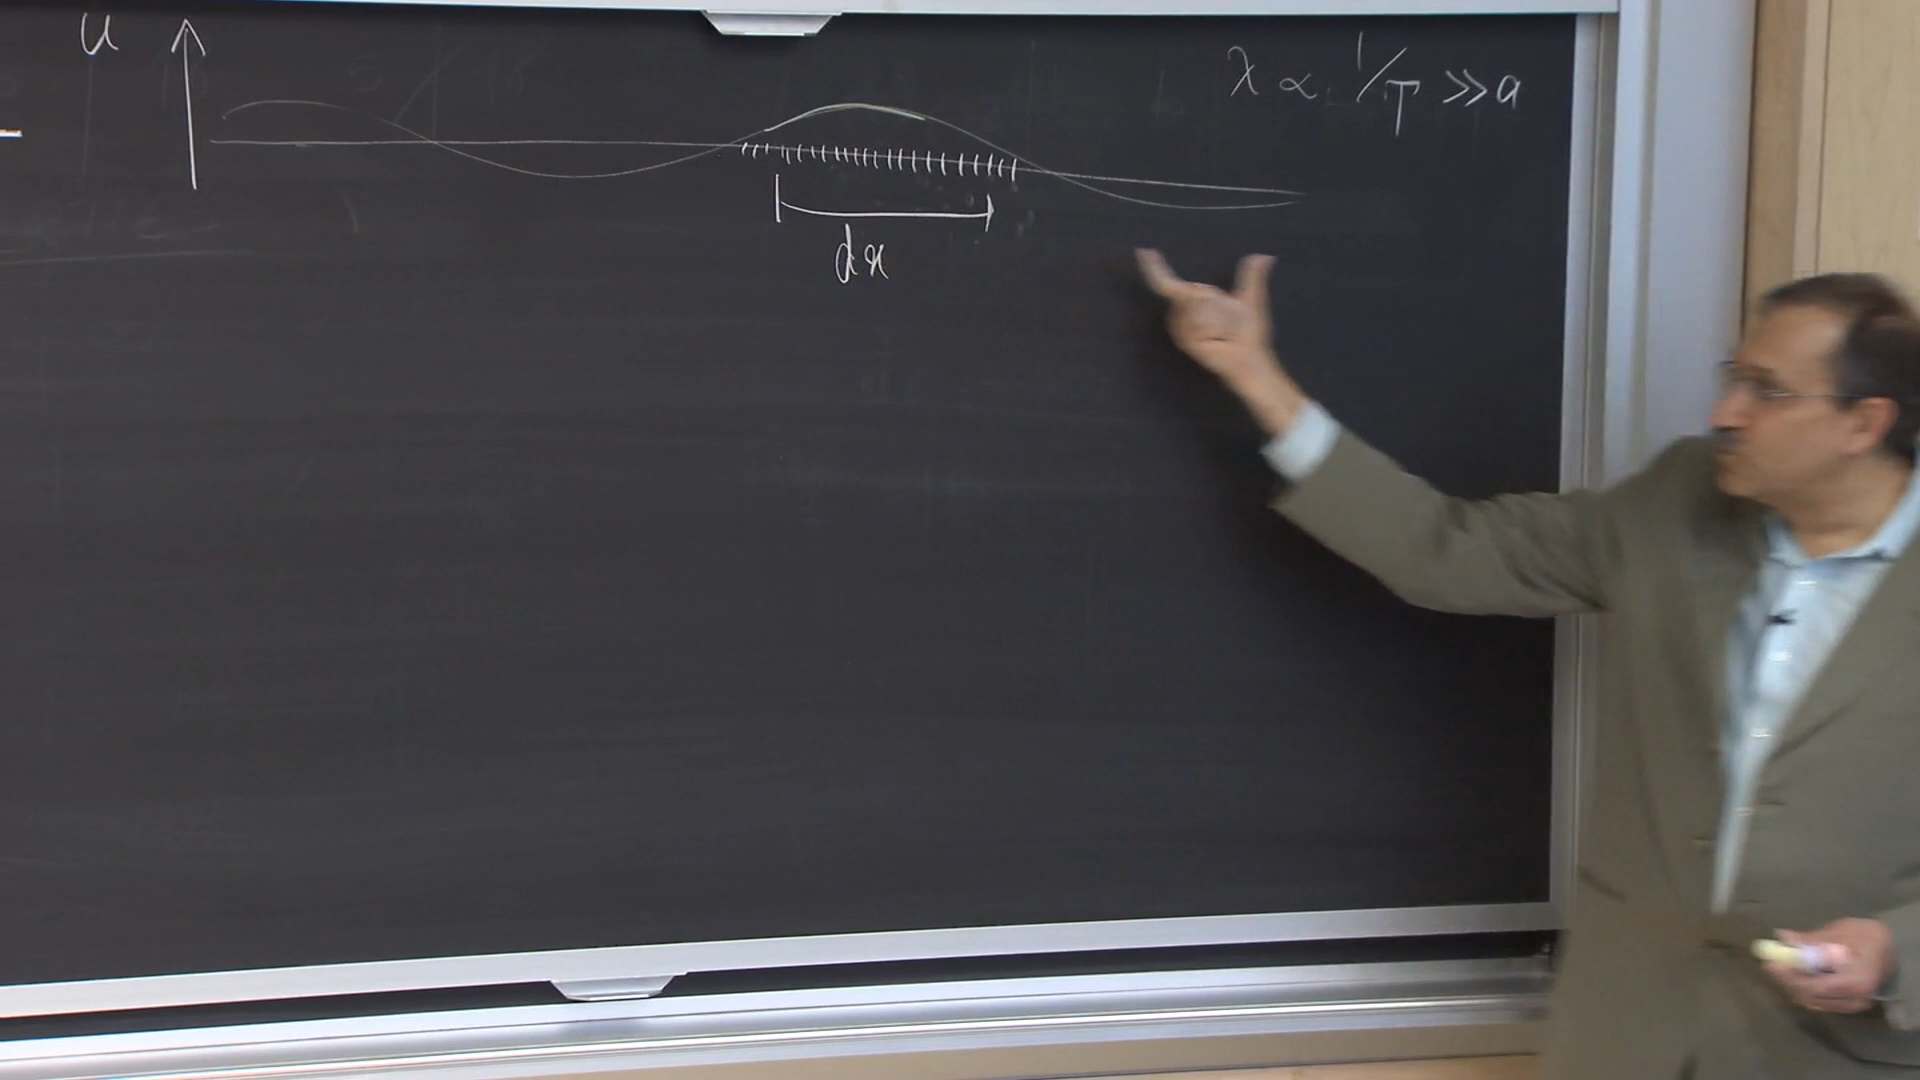 u
λ ∝ 1/T >> a
dx